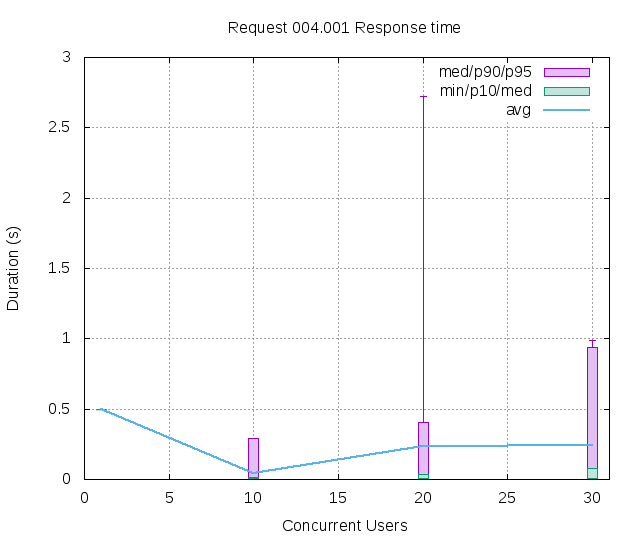 Request 004.001 Response time
3
2.5
2
1.5
1
0.5
0
med/p90/p95
min/p10/med
avg
Duration (s)
0 5 10 15 20 25 30
Concurrent Users